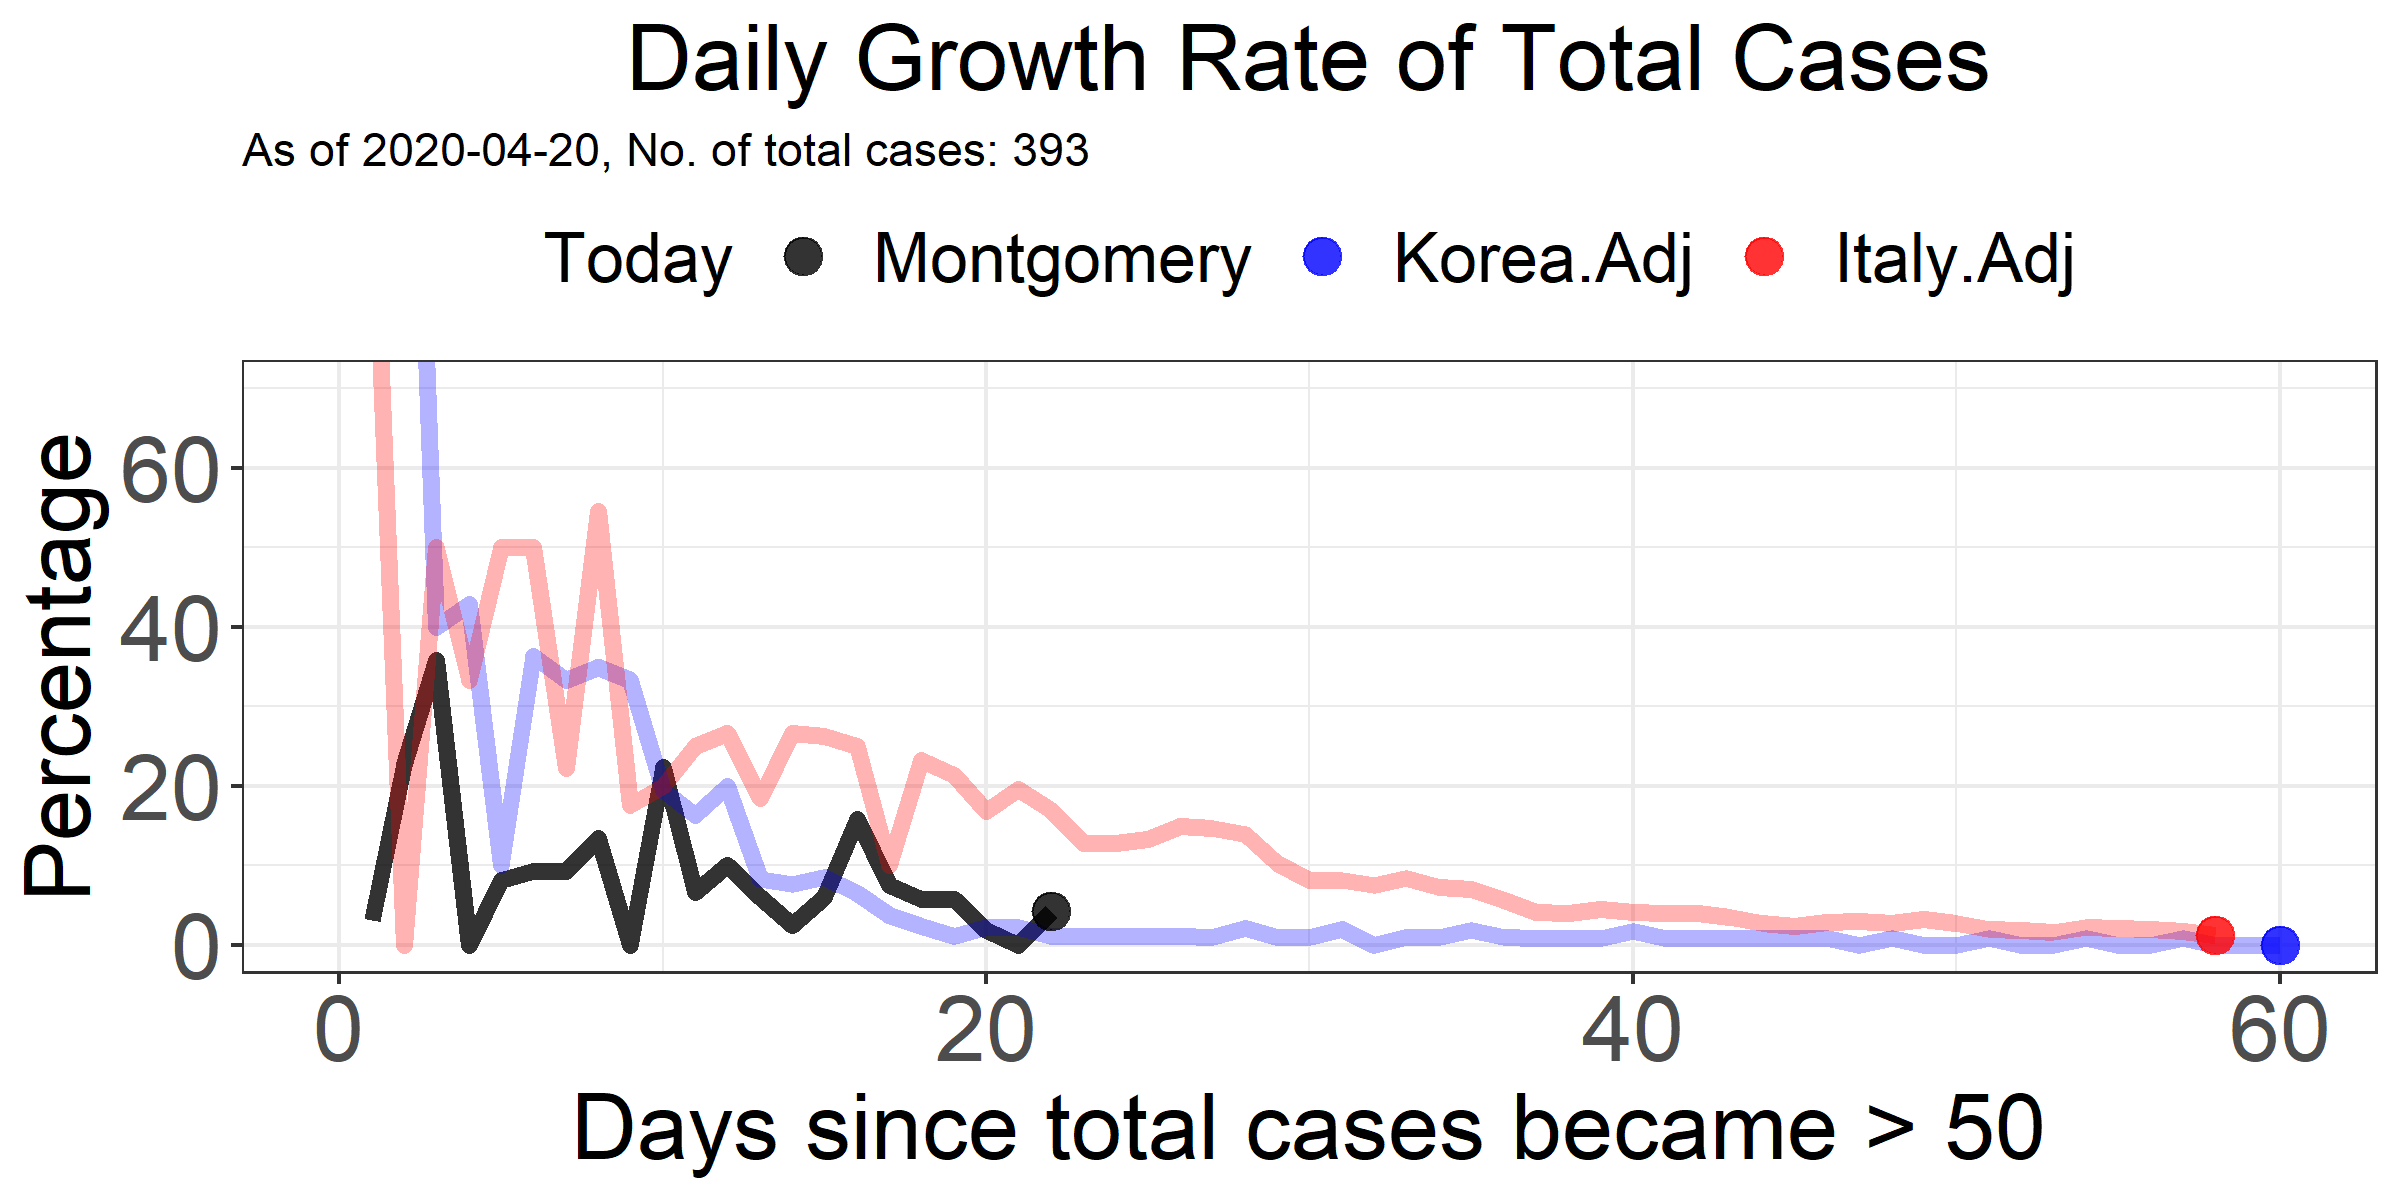 Daily Growth Rate of Total Cases
As of 2020-04-20, No. of total cases: 393
Today Montgomery Korea.Adj Italy.Adj
Percentage
60
40
20
0
0 20 40 60
Days since total cases became > 50